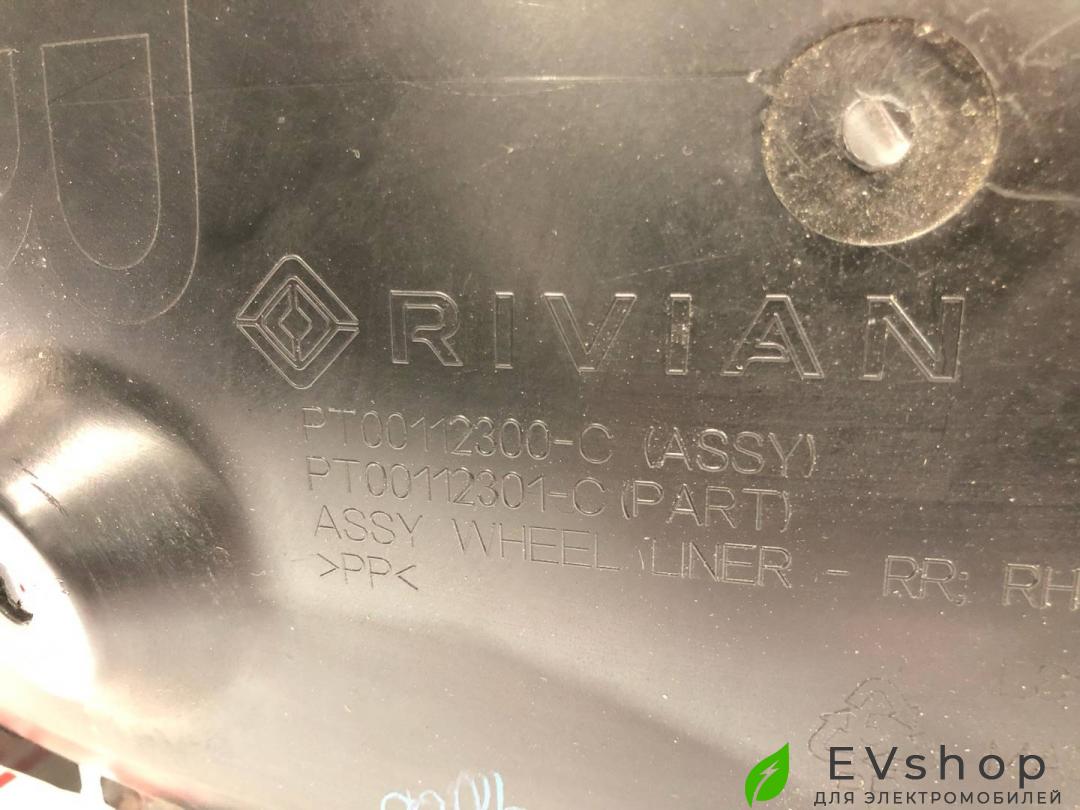 RIVIAN
PT00112300-C (ASSY)
PT00112301-C (PART)
ASSY WHEEL LINER - RR; RH
>PP<
EVshop
ДЛЯ ЭЛЕКТРОМОБИЛЕЙ